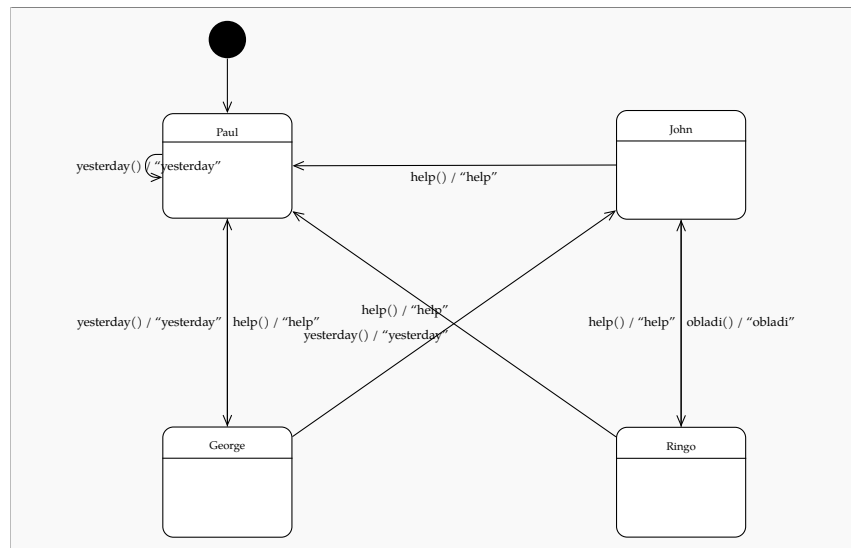 Paul
John
yesterday() / “yesterday”
help() / “help”
help() / “help”
yesterday() / “yesterday”
help() / “help”
help() / “help”
obladi() / “obladi”
yesterday() / “yesterday”
George
Ringo